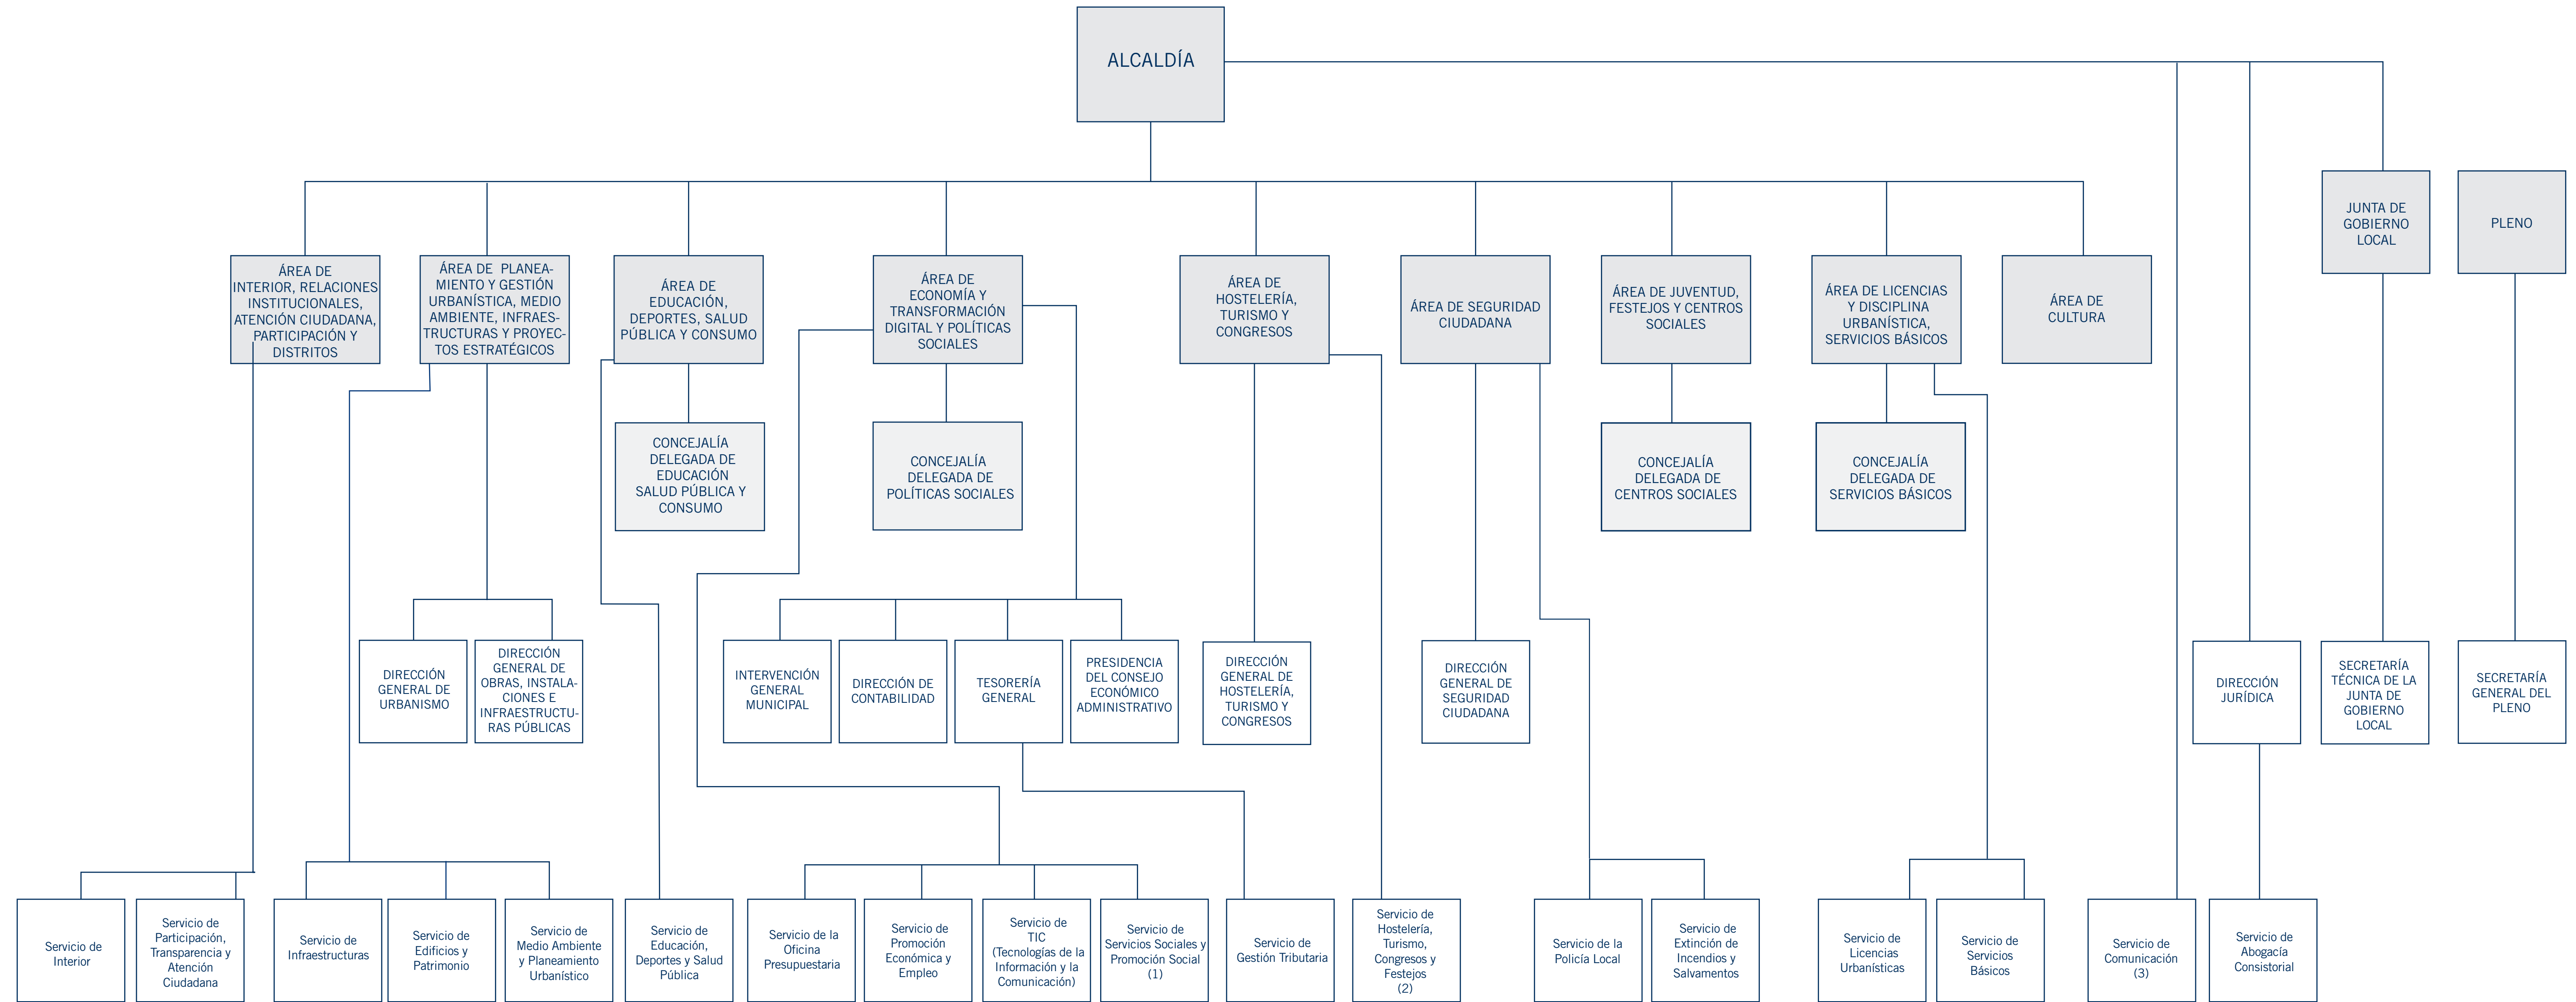 ALCALDÍA
JUNTA DE
GOBIERNO
LOCAL
PLENO
ÁREA DE
INTERIOR, RELACIONES
INSTITUCIONALES,
ATENCIÓN CIUDADANA,
PARTICIPACIÓN Y
DISTRITOS
ÁREA DE PLANEA-
MIENTO Y GESTIÓN
URBANÍSTICA, MEDIO
AMBIENTE, INFRAES-
TRUCTURAS Y PROYEC-
TOS ESTRATÉGICOS
ÁREA DE
EDUCACIÓN,
DEPORTES, SALUD
PÚBLICA Y CONSUMO
ÁREA DE
ECONOMÍA Y
TRANSFORMACIÓN
DIGITAL Y POLÍTICAS
SOCIALES
ÁREA DE
HOSTELERÍA,
TURISMO Y
CONGRESOS
ÁREA DE SEGURIDAD
CIUDADANA
ÁREA DE JUVENTUD,
FESTEJOS Y CENTROS
SOCIALES
ÁREA DE LICENCIAS
Y DISCIPLINA
URBANÍSTICA,
SERVICIOS BÁSICOS
ÁREA DE
CULTURA
CONCEJALÍA
DELEGADA DE
EDUCACIÓN
SALUD PÚBLICA Y
CONSUMO
CONCEJALÍA
DELEGADA DE
POLÍTICAS SOCIALES
CONCEJALÍA
DELEGADA DE
CENTROS SOCIALES
CONCEJALÍA
DELEGADA DE
SERVICIOS BÁSICOS
DIRECCIÓN
GENERAL DE
URBANISMO
DIRECCIÓN
GENERAL DE
OBRAS, INSTALA-
CIONES E
INFRAESTRUCTU-
RAS PÚBLICAS
INTERVENCIÓN
GENERAL
MUNICIPAL
DIRECCIÓN DE
CONTABILIDAD
TESORERÍA
GENERAL
PRESIDENCIA
DEL CONSEJO
ECONÓMICO
ADMINISTRATIVO
DIRECCIÓN
GENERAL DE
HOSTELERÍA,
TURISMO Y
CONGRESOS
DIRECCIÓN
GENERAL DE
SEGURIDAD
CIUDADANA
DIRECCIÓN
JURÍDICA
SECRETARÍA
TÉCNICA DE LA
JUNTA DE
GOBIERNO
LOCAL
SECRETARÍA
GENERAL DEL
PLENO
Servicio de
Interior
Servicio de
Participación,
Transparencia y
Atención
Ciudadana
Servicio de
Infraestructuras
Servicio de
Edificios y
Patrimonio
Servicio de
Medio Ambiente
y Planeamiento
Urbanístico
Servicio de
Educación,
Deportes y Salud
Pública
Servicio de la
Oficina
Presupuestaria
Servicio de
Promoción
Económica y
Empleo
Servicio de
TIC
(Tecnologías de la
Información y la
Comunicación)
Servicio de
Servicios Sociales y
Promoción Social
(1)
Servicio de
Gestión Tributaria
Servicio de
Hostelería,
Turismo,
Congresos y
Festejos
(2)
Servicio de la
Policía Local
Servicio de
Extinción de
Incendios y
Salvamentos
Servicio de
Licencias
Urbanísticas
Servicio de
Servicios
Básicos
Servicio de
Comunicación
(3)
Servicio de
Abogacía
Consistorial